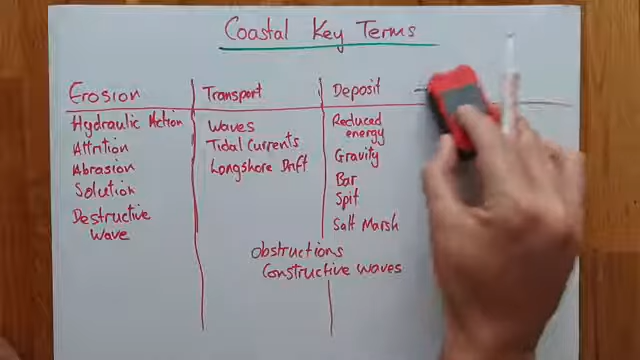 Coastal Key Terms
Erosion
Hydraulic Action
Attrition
Abrasion
Solution
Destructive
Wave
Transport
Waves
Tidal Currents
Longshore Drift
Deposit
Reduced
energy
Gravity
Bar
Spit
Salt Marsh
Obstructions
Constructive Waves